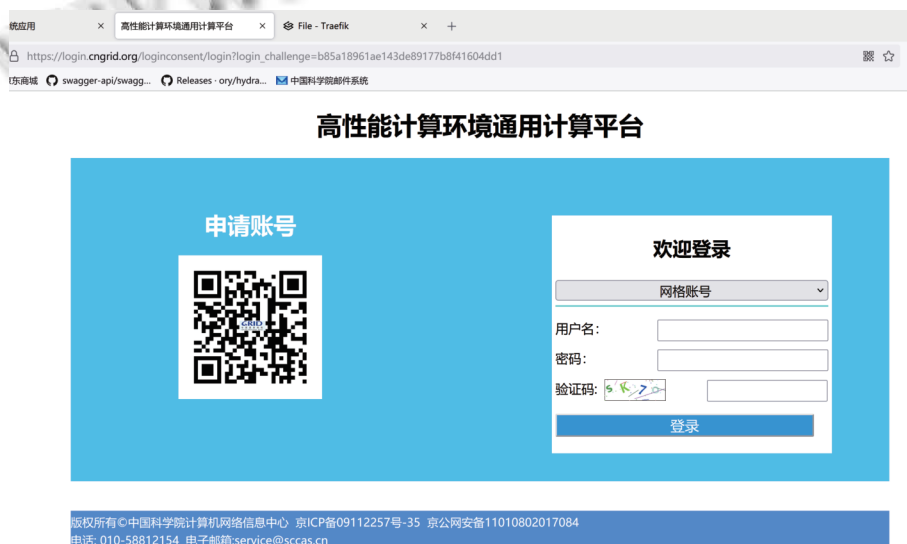 统应用
高性能计算环境通用计算平台
File - Traefik
https://login.cngrid.org/loginconsent/login?login_challenge=b85a18961ae143de89177b8f41604dd1
东商城
swagger-api/swagg...
Releases · ory/hydra...
中国科学院邮件系统
高性能计算环境通用计算平台
申请账号
GRID
欢迎登录
网格账号
用户名:
密码:
验证码:
登录
版权所有©中国科学院计算机网络信息中心 京ICP备09112257号-35 京公网安备11010802017084
电话: 010-58812154 电子邮箱:service@sccas.cn